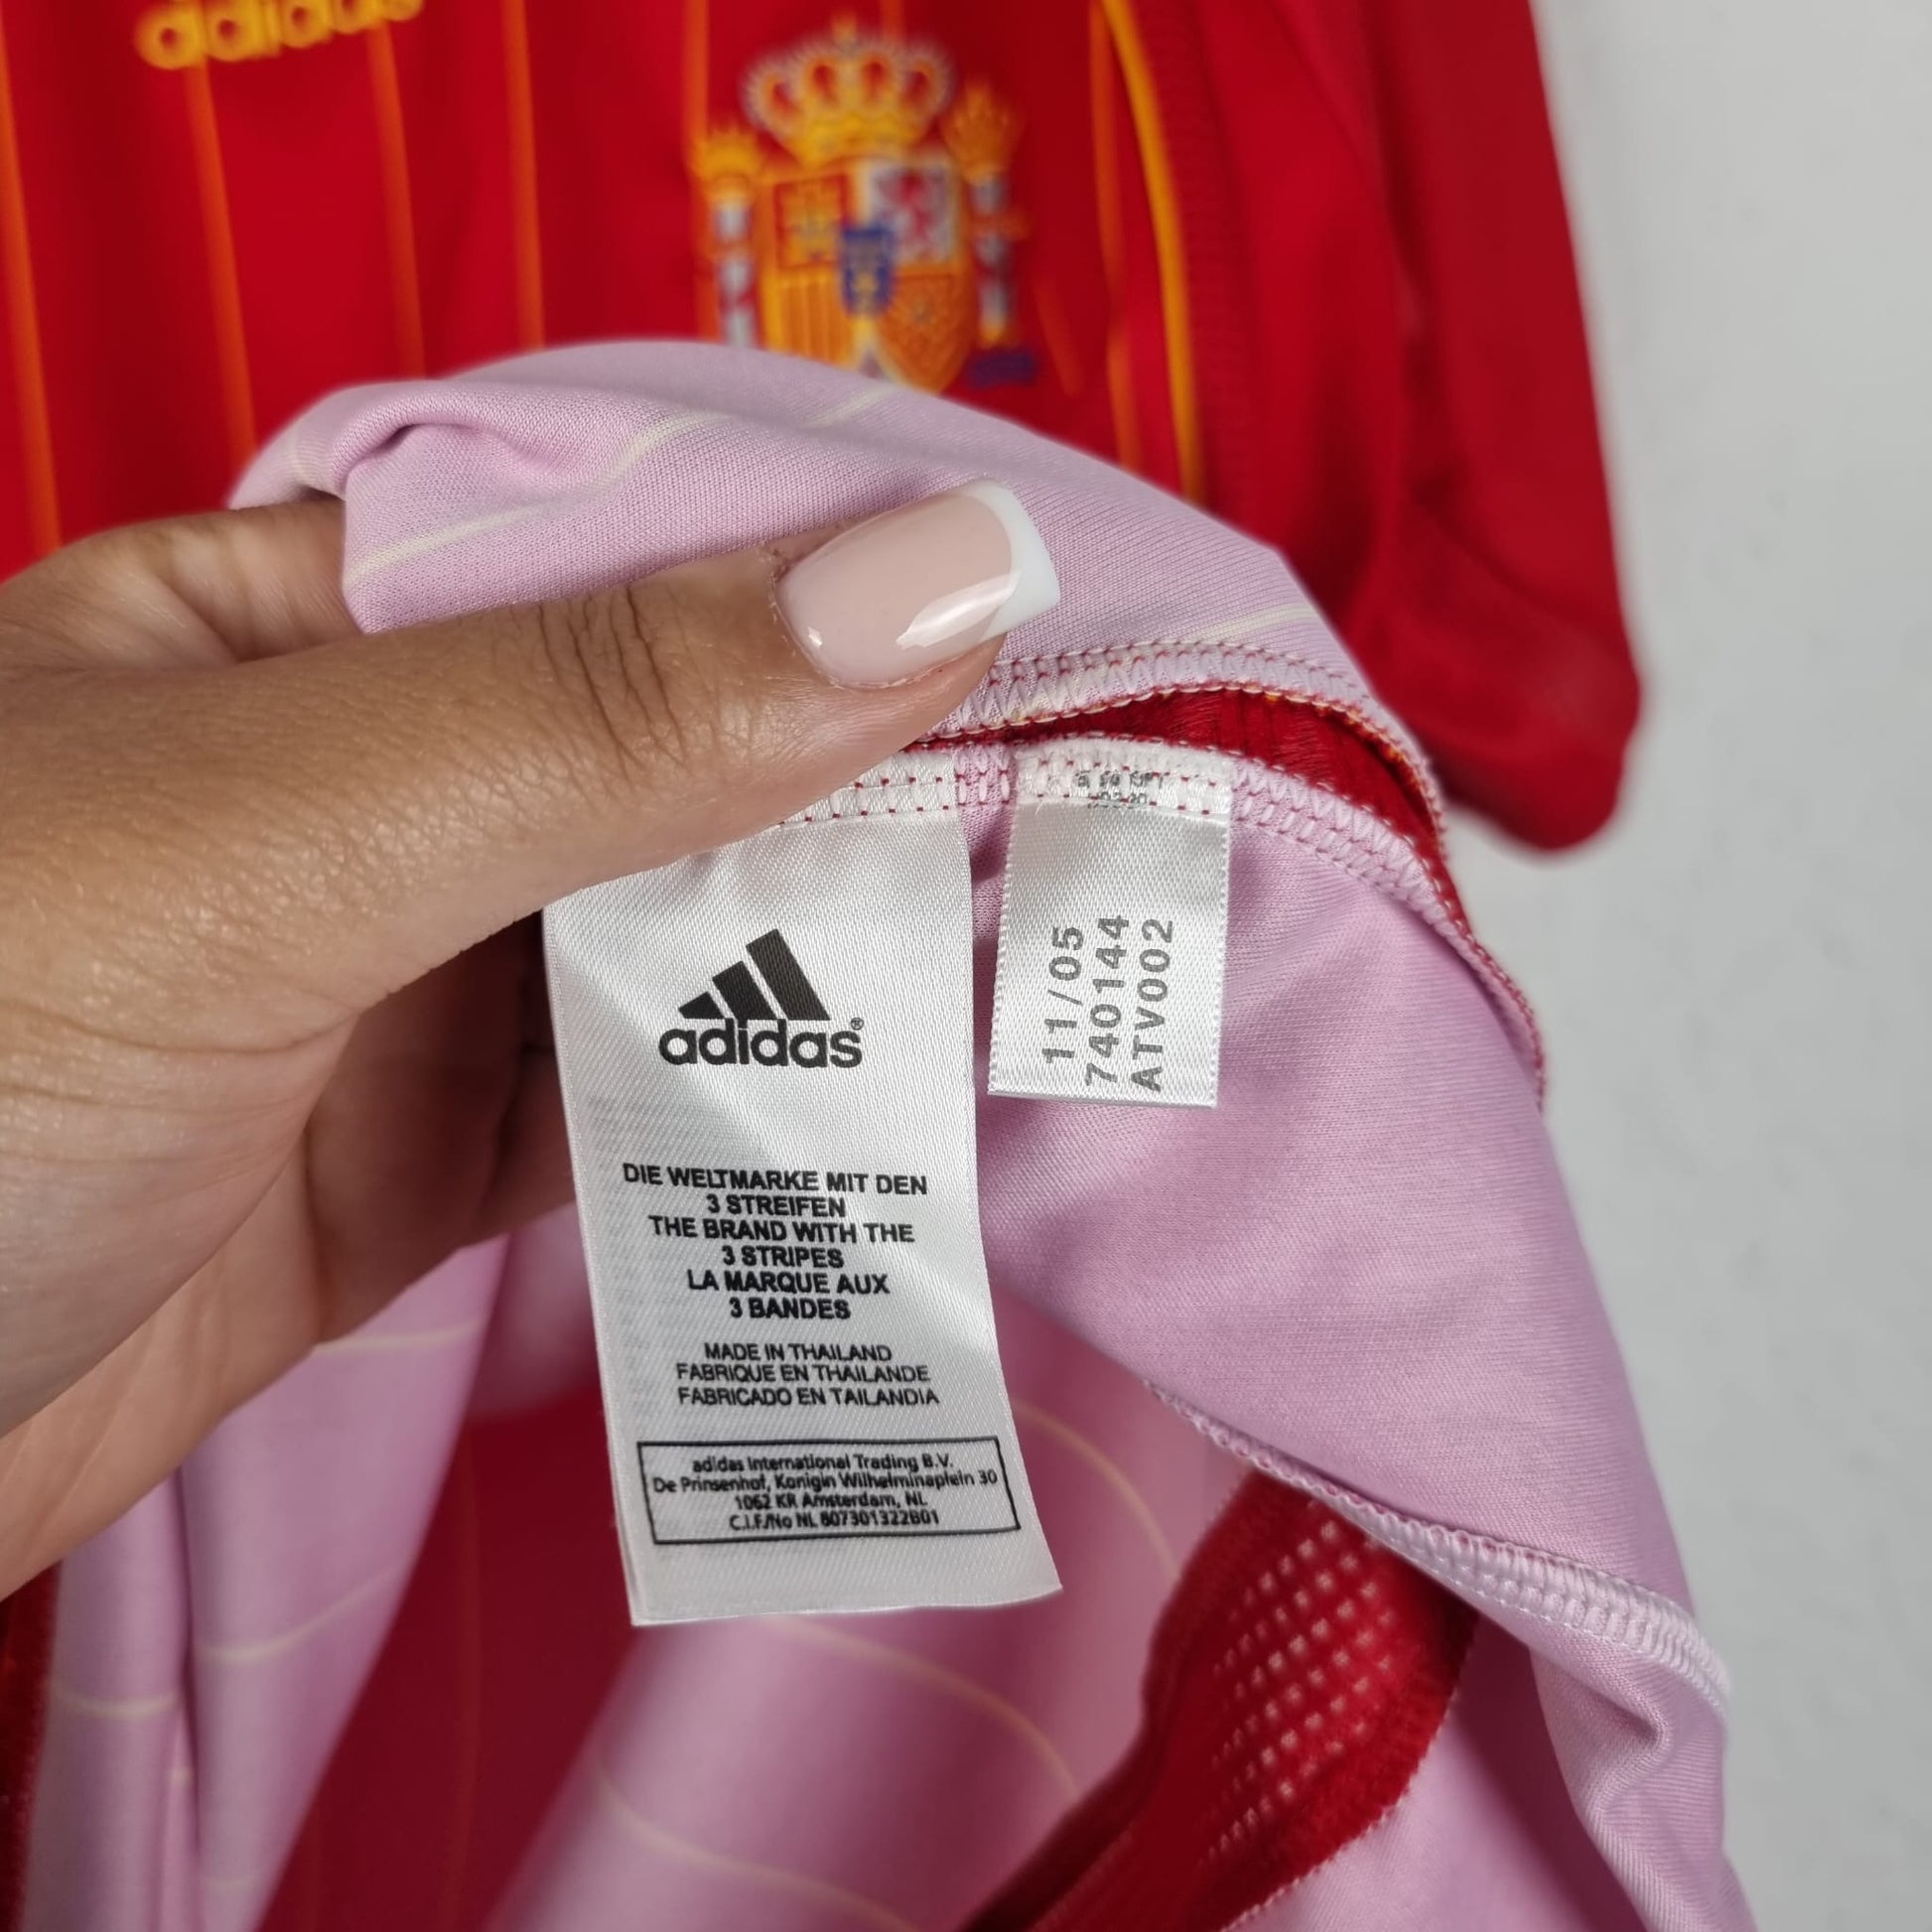 adidas
adidas®
DIE WELTMARKE MIT DEN
3 STREIFEN
THE BRAND WITH THE
3 STRIPES
LA MARQUE AUX
3 BANDES
MADE IN THAILAND
FABRIQUE EN THAILANDE
FABRICADO EN TAILANDIA
adidas International Trading B.V.
De Prinsenhof, Konigin Wilhelminaplein 30
1062 KR Amsterdam, NL
C.I.F./No NL 807301322B01
11/05
740144
ATV002